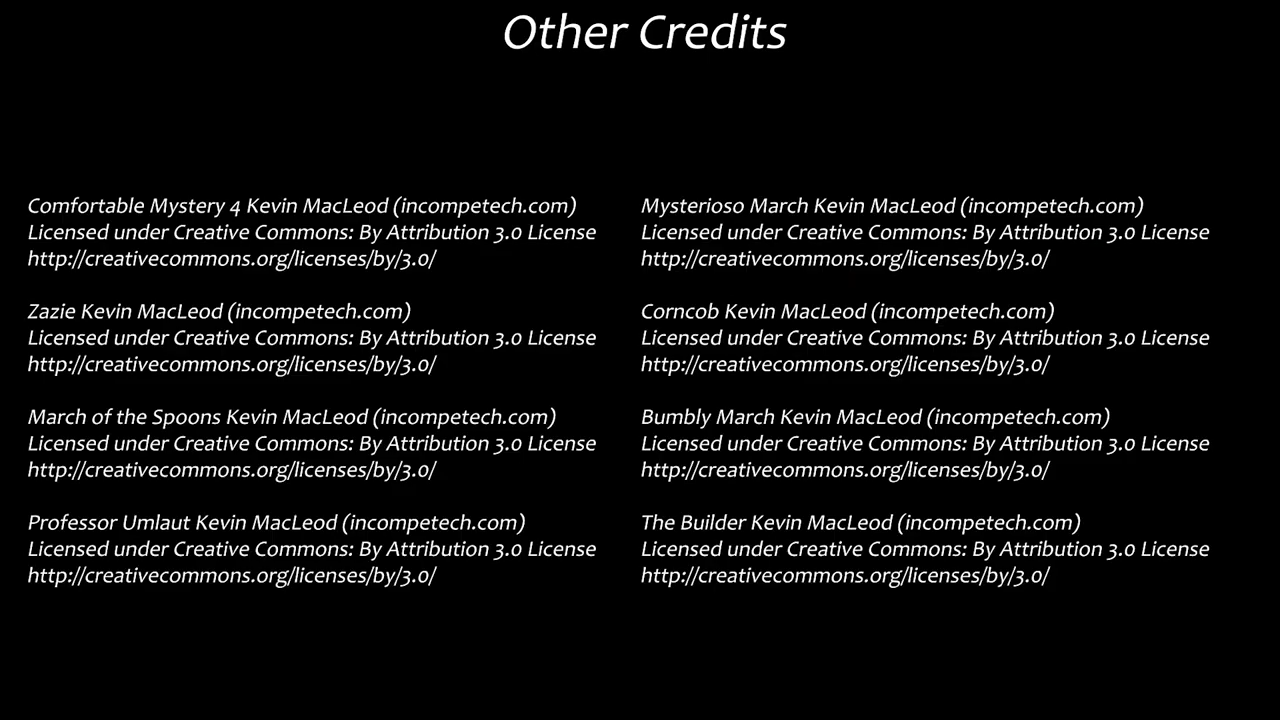 Other Credits
Comfortable Mystery 4 Kevin MacLeod (incompetech.com)
Licensed under Creative Commons: By Attribution 3.0 License
http://creativecommons.org/licenses/by/3.0/
Zazie Kevin MacLeod (incompetech.com)
Licensed under Creative Commons: By Attribution 3.0 License
http://creativecommons.org/licenses/by/3.0/
March of the Spoons Kevin MacLeod (incompetech.com)
Licensed under Creative Commons: By Attribution 3.0 License
http://creativecommons.org/licenses/by/3.0/
Professor Umlaut Kevin MacLeod (incompetech.com)
Licensed under Creative Commons: By Attribution 3.0 License
http://creativecommons.org/licenses/by/3.0/
Mysterioso March Kevin MacLeod (incompetech.com)
Licensed under Creative Commons: By Attribution 3.0 License
http://creativecommons.org/licenses/by/3.0/
Corncob Kevin MacLeod (incompetech.com)
Licensed under Creative Commons: By Attribution 3.0 License
http://creativecommons.org/licenses/by/3.0/
Bumbly March Kevin MacLeod (incompetech.com)
Licensed under Creative Commons: By Attribution 3.0 License
http://creativecommons.org/licenses/by/3.0/
The Builder Kevin MacLeod (incompetech.com)
Licensed under Creative Commons: By Attribution 3.0 License
http://creativecommons.org/licenses/by/3.0/